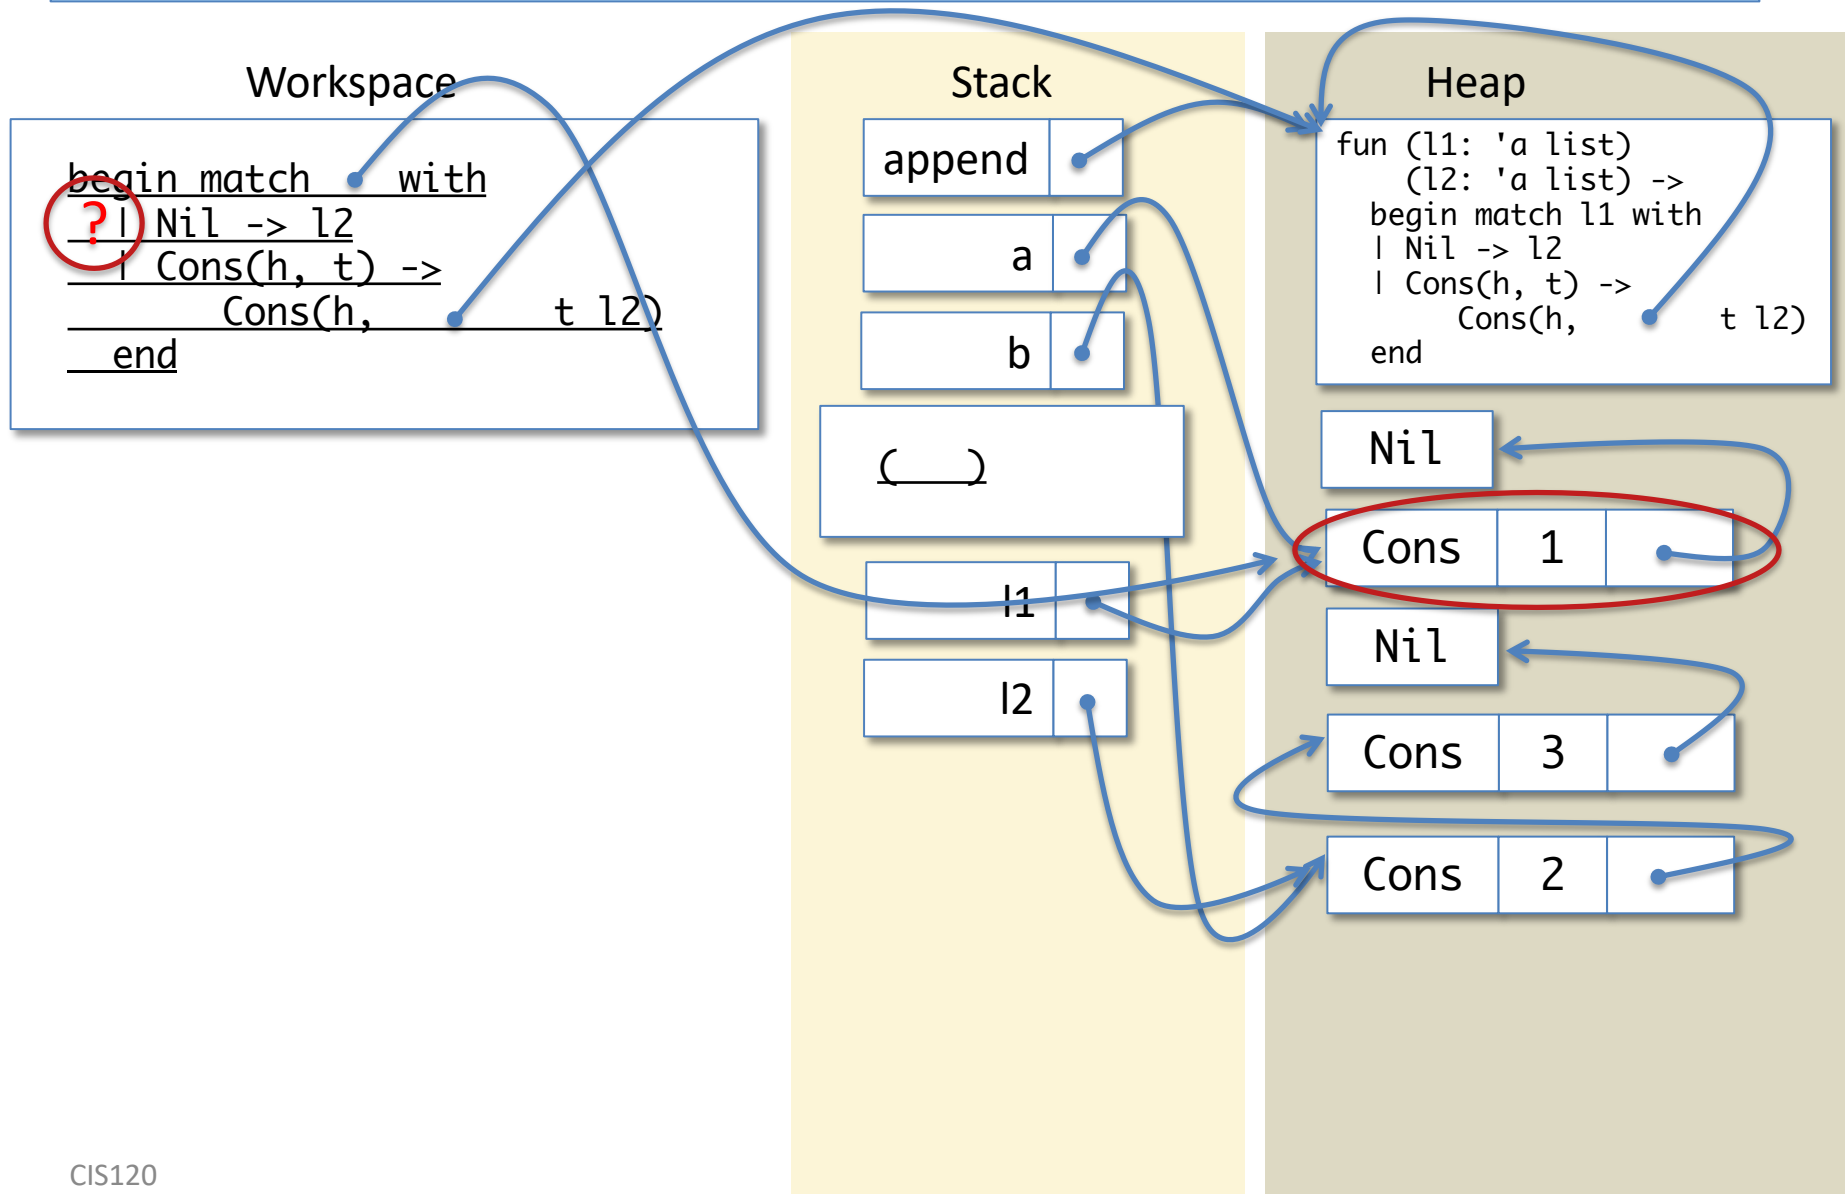 Workspace
begin match with
? | Nil -> l2
| Cons(h, t) ->
Cons(h, t l2)
end
Stack
append
a
b
( )
l1
l2
Heap
fun (l1: 'a list)
(l2: 'a list) ->
begin match l1 with
| Nil -> l2
| Cons(h, t) ->
Cons(h, t l2)
end
Nil
Cons 1
Nil
Cons 3
Cons 2
CIS120